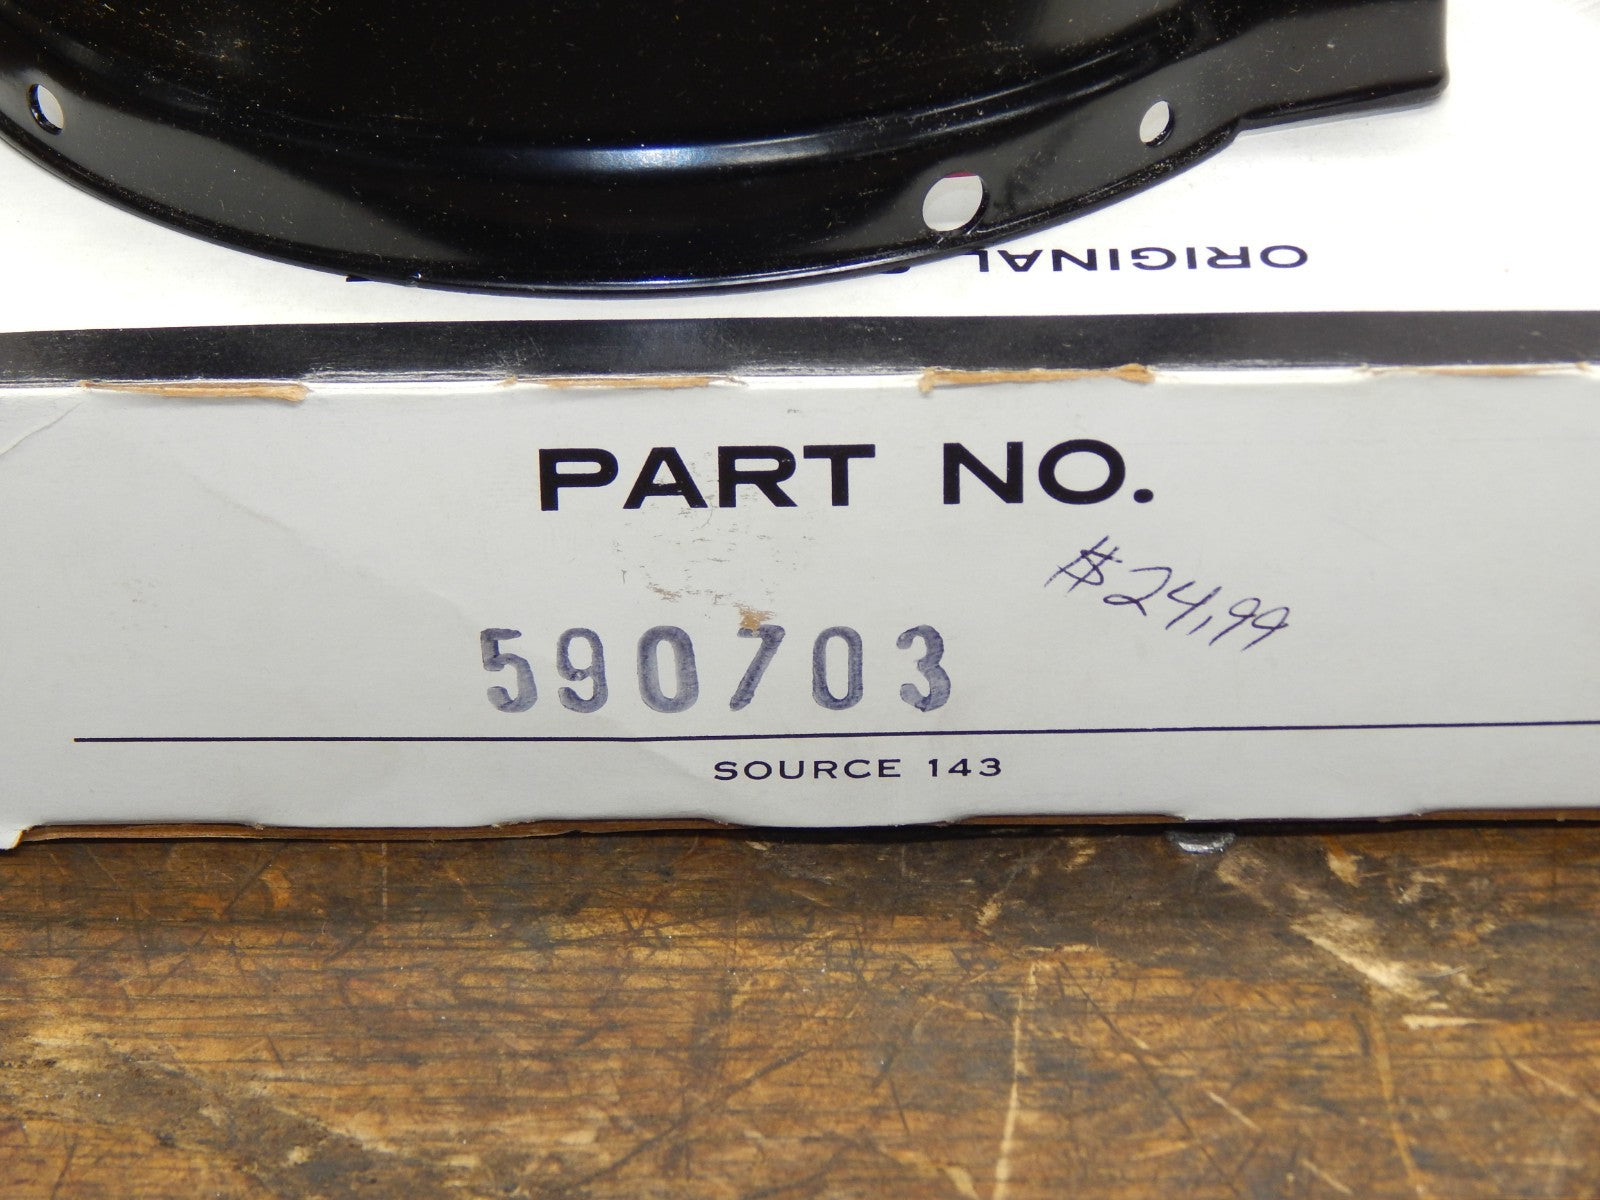 ORIGINAL
PART NO.
$24,99
590703
SOURCE 143